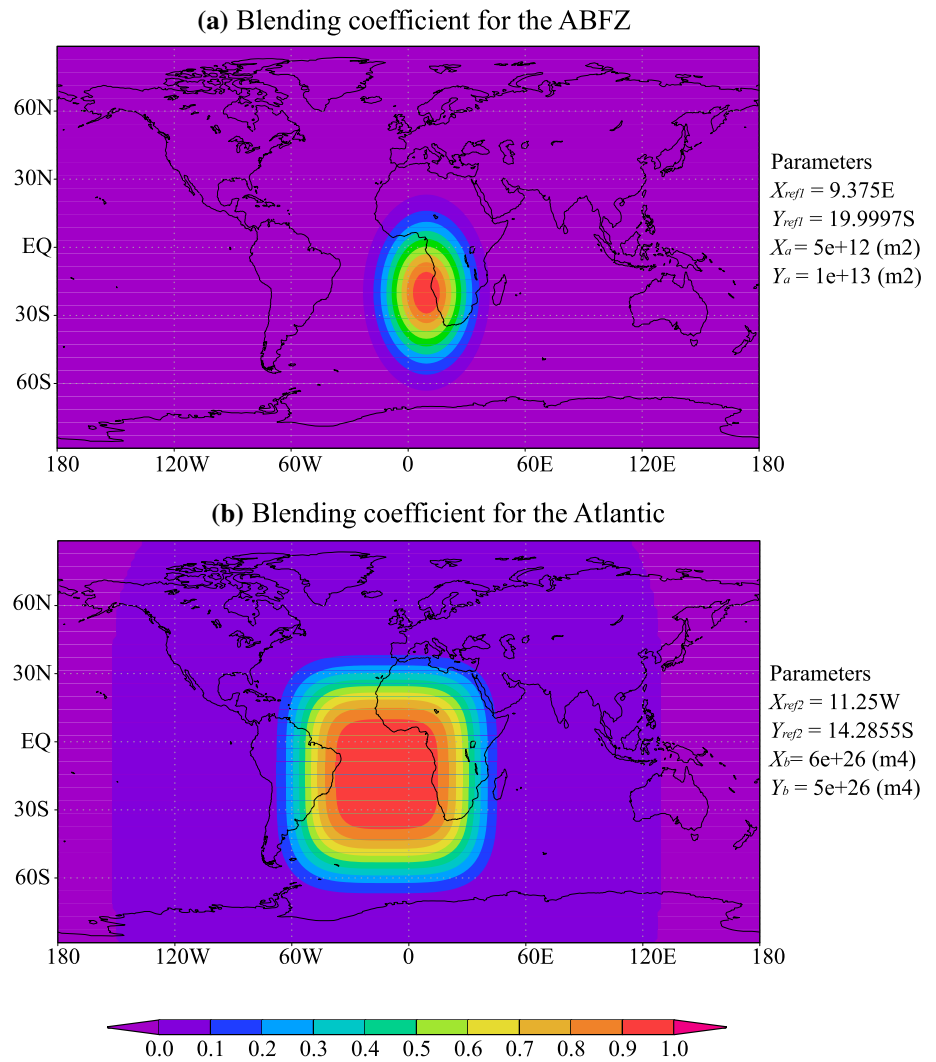 (a) Blending coefficient for the ABFZ
60N
30N
EQ
30S
60S
180 120W 60W 0 60E 120E 180
Parameters
Xref1 = 9.375E
Yref1 = 19.9997S
Xa = 5e+12 (m2)
Ya = 1e+13 (m2)
(b) Blending coefficient for the Atlantic
60N
30N
EQ
30S
60S
180 120W 60W 0 60E 120E 180
Parameters
Xref2 = 11.25W
Yref2 = 14.2855S
Xb= 6e+26 (m4)
Yb = 5e+26 (m4)
0.0 0.1 0.2 0.3 0.4 0.5 0.6 0.7 0.8 0.9 1.0